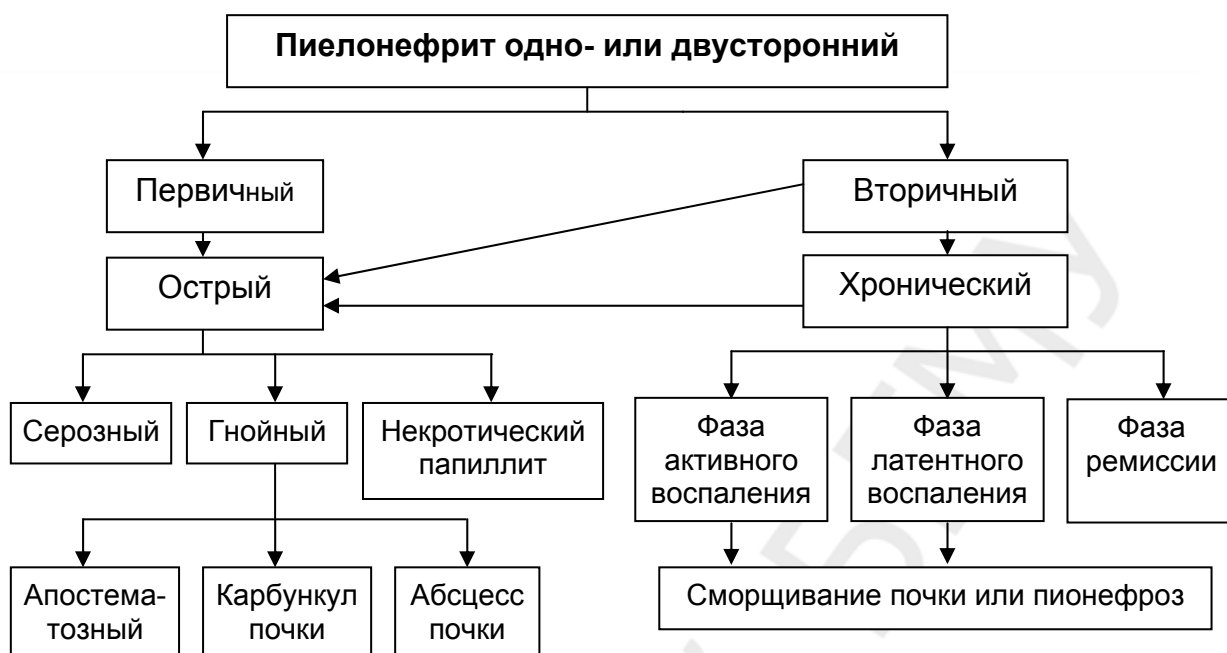 Пиелонефрит одно- или двусторонний
Первичный
Вторичный
Острый
Хронический
Серозный
Гнойный
Некротический
папиллит
Фаза
активного
воспаления
Фаза
латентного
воспаления
Фаза
ремиссии
Апостема-
тозный
Карбункул
почки
Абсцесс
почки
Сморщивание почки или пионефроз
БГМУ